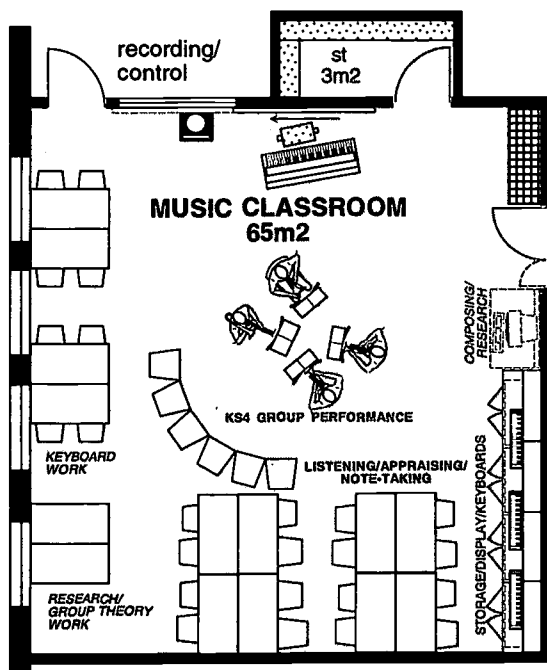 recording/
control
st
3m2
MUSIC CLASSROOM
65m2
COMPOSING/
RESEARCH
KS4 GROUP PERFORMANCE
KEYBOARD
WORK
LISTENING/APPRAISING/
NOTE-TAKING
STORAGE/DISPLAY/KEYBOARDS
RESEARCH/
GROUP THEORY
WORK